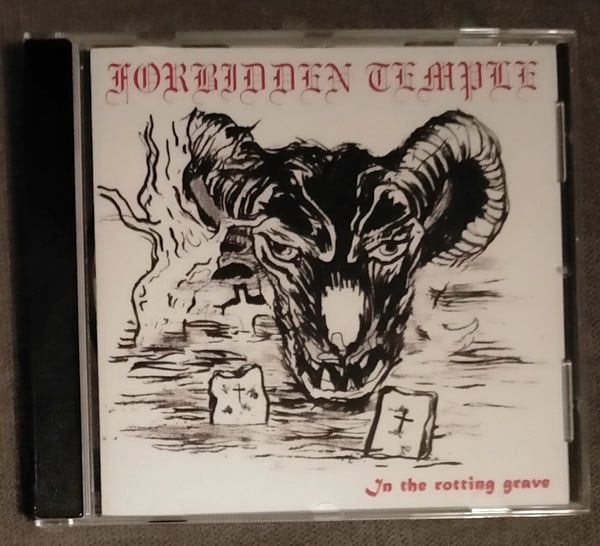 FORBIDDEN TEMPLE
In the rotting grave